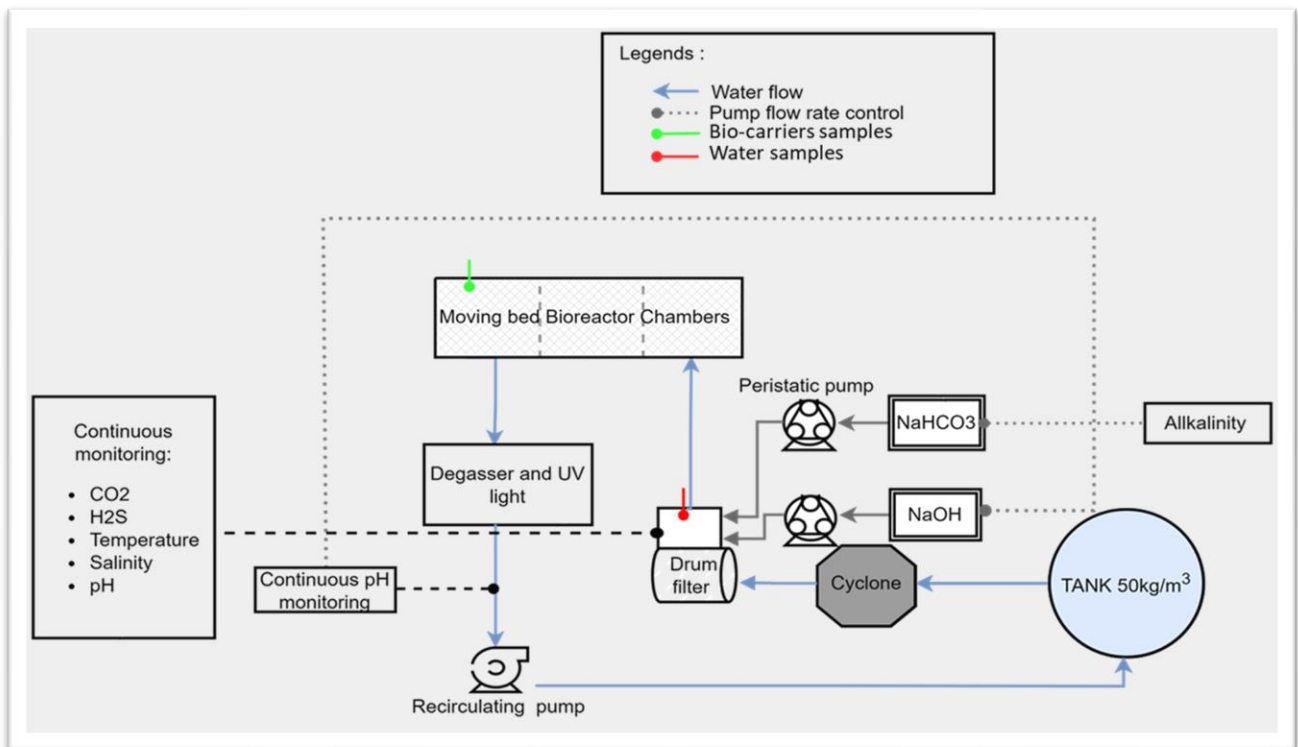 Legends :
Water flow
Pump flow rate control
Bio-carriers samples
Water samples
Moving bed Bioreactor Chambers
Peristatic pump
NaHCO3
Allkalinity
Continuous
monitoring:
• CO2
• H2S
• Temperature
• Salinity
• pH
Degasser and UV
light
NaOH
Drum
filter
Cyclone
TANK 50kg/m³
Continuous pH
monitoring
Recirculating pump